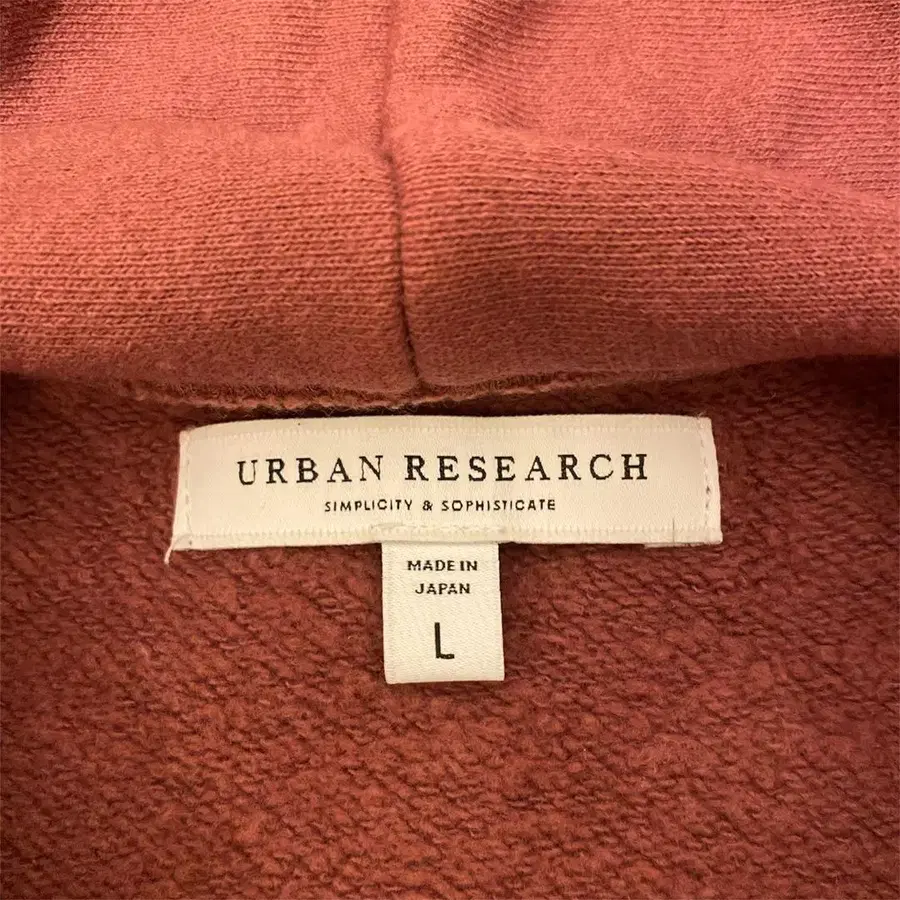 URBAN RESEARCH
SIMPLICITY & SOPHISTICATE
MADE IN
JAPAN
L